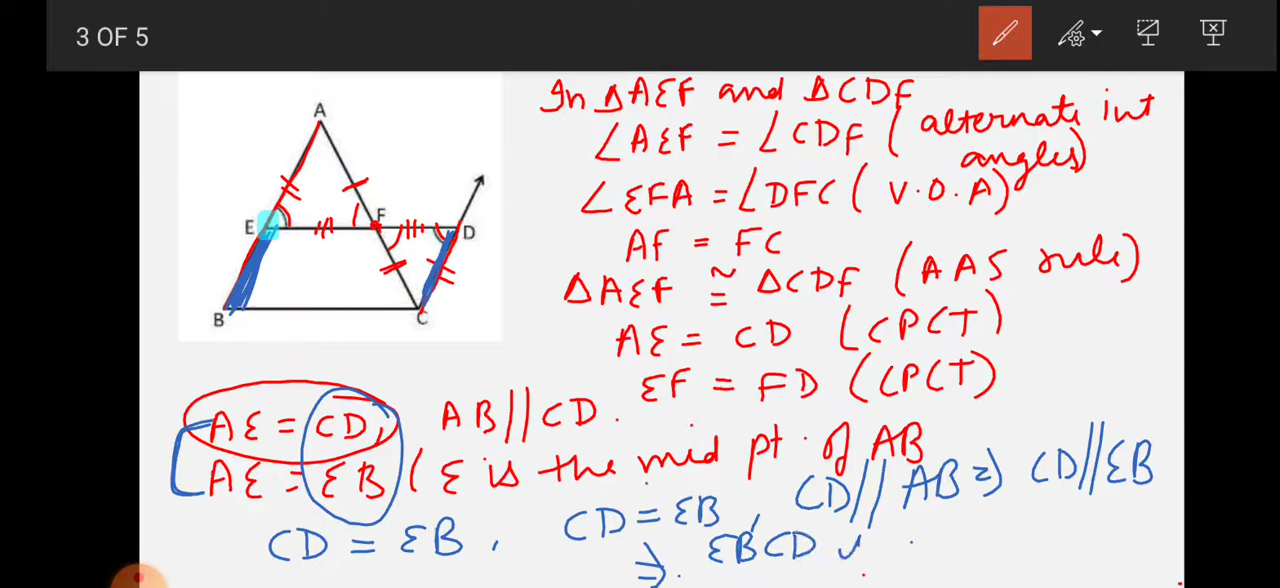 3 OF 5
A
E
F
D
B
C
In ΔAEF and ΔCDF
∠AEF = ∠CDF ( alternate int
angles)
∠EFA = ∠DFC ( V.O.A)
AF = FC
ΔAEF ≅ ΔCDF (AAS rule)
AE = CD (CPCT)
EF = FD (CPCT)
AE = CD, AB||CD.
AE = EB ( E is the mid pt. of AB
CD // AB ⇒ CD//EB
CD = EB, CD = EB,
⇒ EBCD